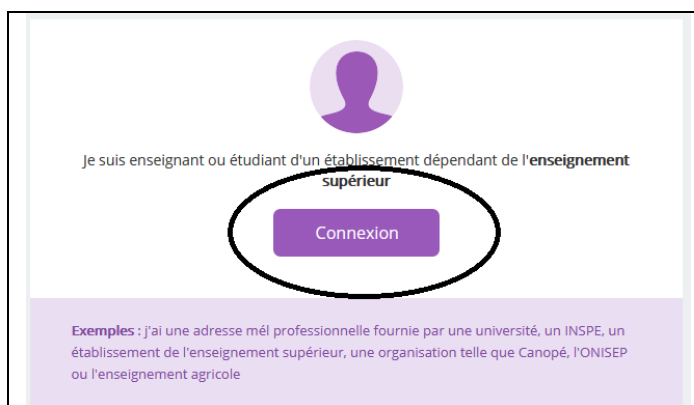 Je suis enseignant ou étudiant d'un établissement dépendant de l'enseignement
supérieur
Connexion
Exemples : j'ai une adresse mél professionnelle fournie par une université, un INSPE, un
établissement de l'enseignement supérieur, une organisation telle que Canopé, l'ONISEP
ou l'enseignement agricole